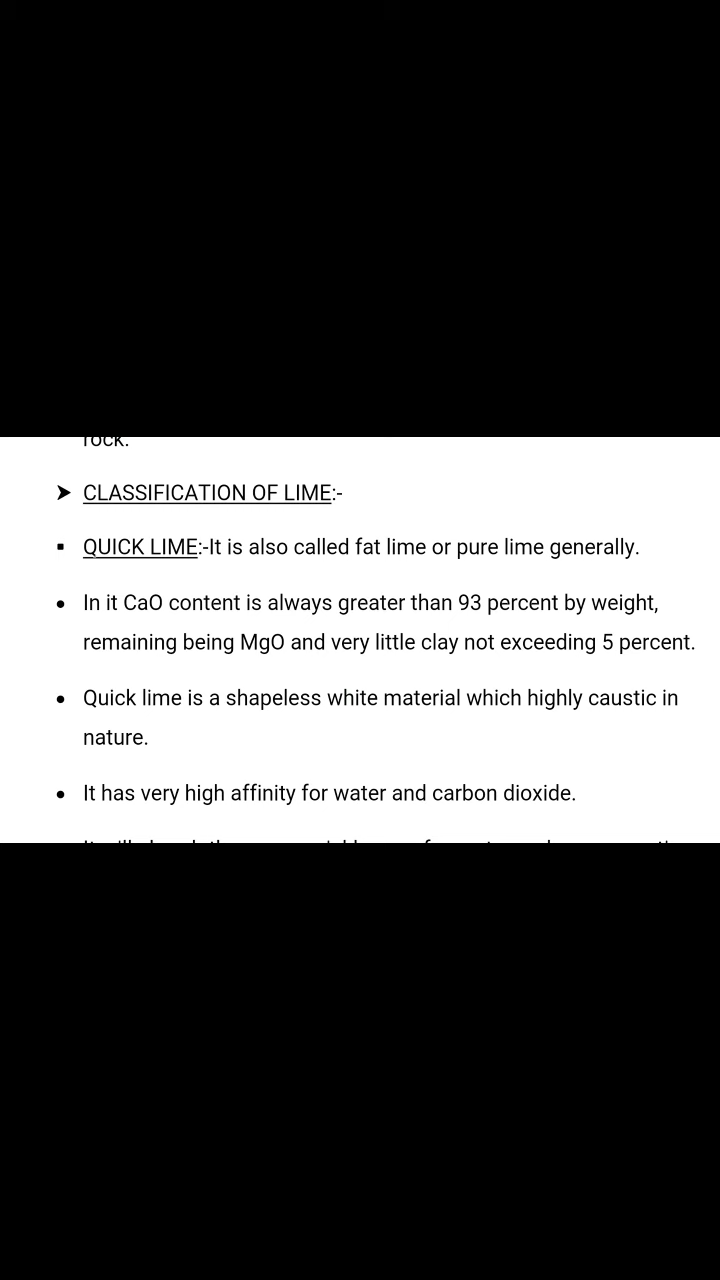 rock.
➤ CLASSIFICATION OF LIME:-
▪ QUICK LIME:-It is also called fat lime or pure lime generally.
• In it CaO content is always greater than 93 percent by weight,
remaining being MgO and very little clay not exceeding 5 percent.
• Quick lime is a shapeless white material which highly caustic in
nature.
• It has very high affinity for water and carbon dioxide.